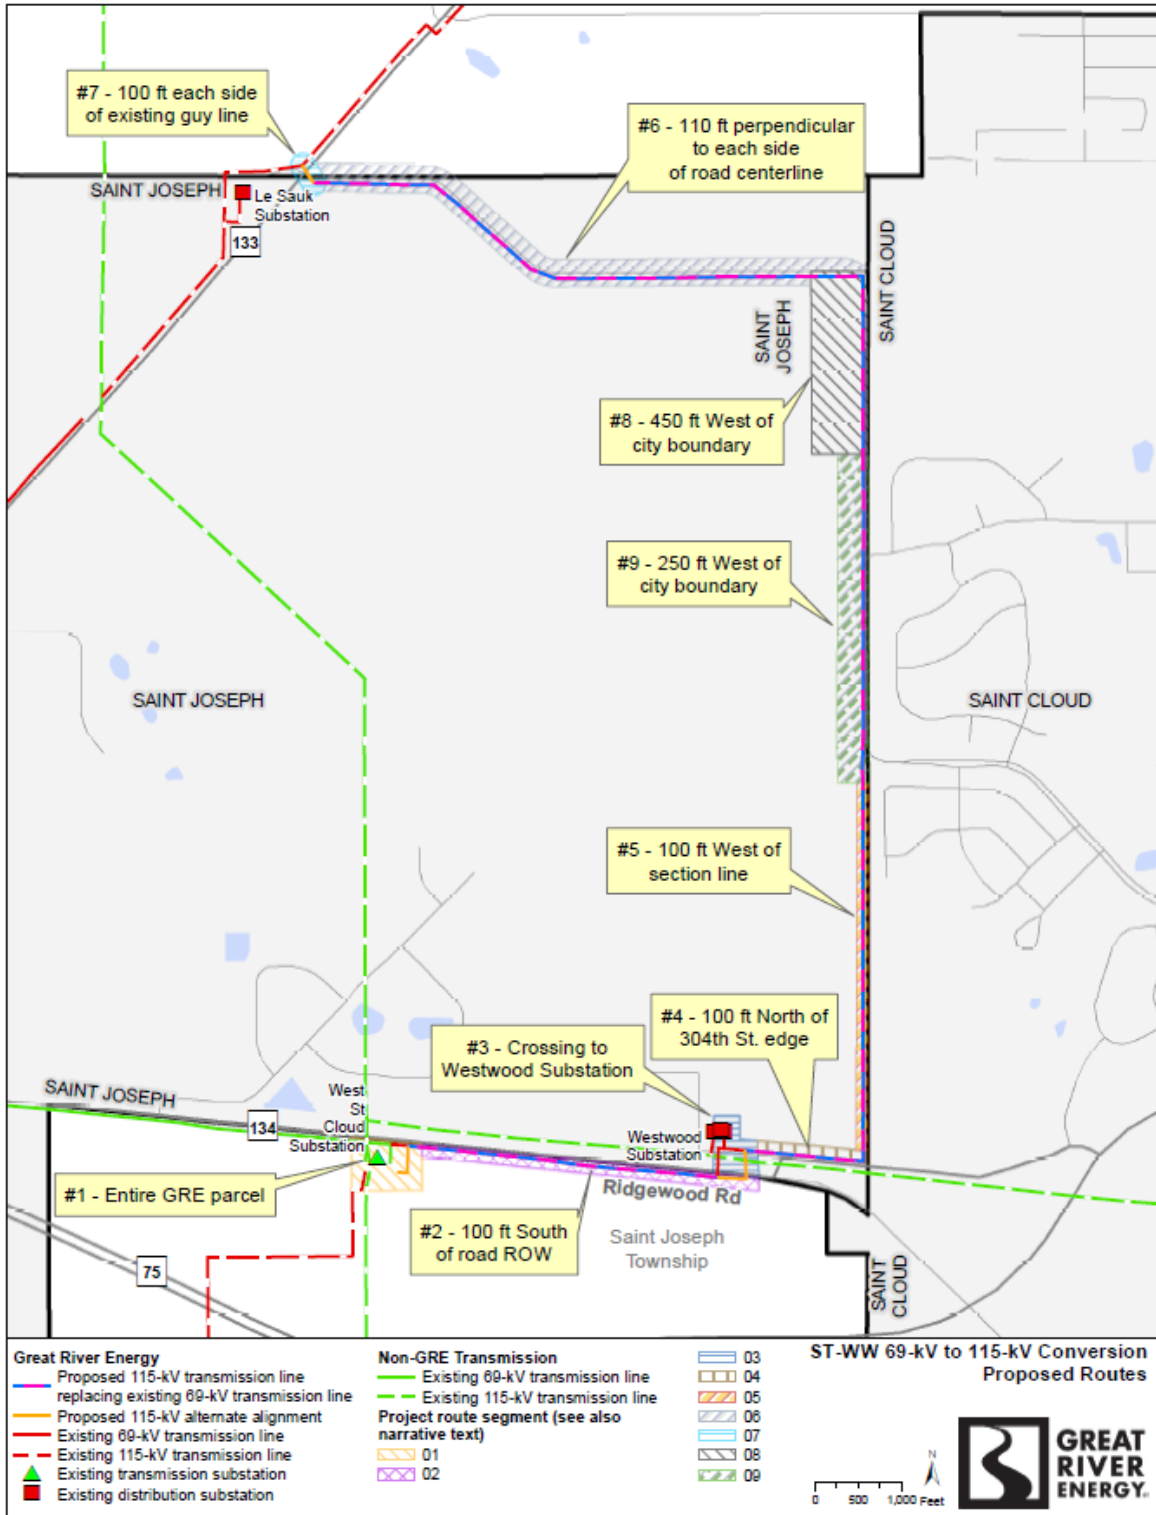 #7 - 100 ft each side
of existing guy line
#6 - 110 ft perpendicular
to each side
of road centerline
SAINT JOSEPH
Le Sauk
Substation
133
SAINT CLOUD
SAINT
JOSEPH
#8 - 450 ft West of
city boundary
#9 - 250 ft West of
city boundary
SAINT JOSEPH
SAINT CLOUD
#5 - 100 ft West of
section line
#4 - 100 ft North of
304th St. edge
#3 - Crossing to
Westwood Substation
SAINT JOSEPH
134
West
St
Cloud
Substation
Westwood
Substation
#1 - Entire GRE parcel
Ridgewood Rd
#2 - 100 ft South
of road ROW
Saint Joseph
Township
75
SAINT
CLOUD
Great River Energy
Proposed 115-kV transmission line
replacing existing 69-kV transmission line
Proposed 115-kV alternate alignment
Existing 69-kV transmission line
Existing 115-kV transmission line
Existing transmission substation
Existing distribution substation
Non-GRE Transmission
Existing 69-kV transmission line
Existing 115-kV transmission line
Project route segment (see also
narrative text)
01
02
03
04
05
06
07
08
09
ST-WW 69-kV to 115-kV Conversion
Proposed Routes
N
0 500 1,000 Feet
GREAT
RIVER
ENERGY.